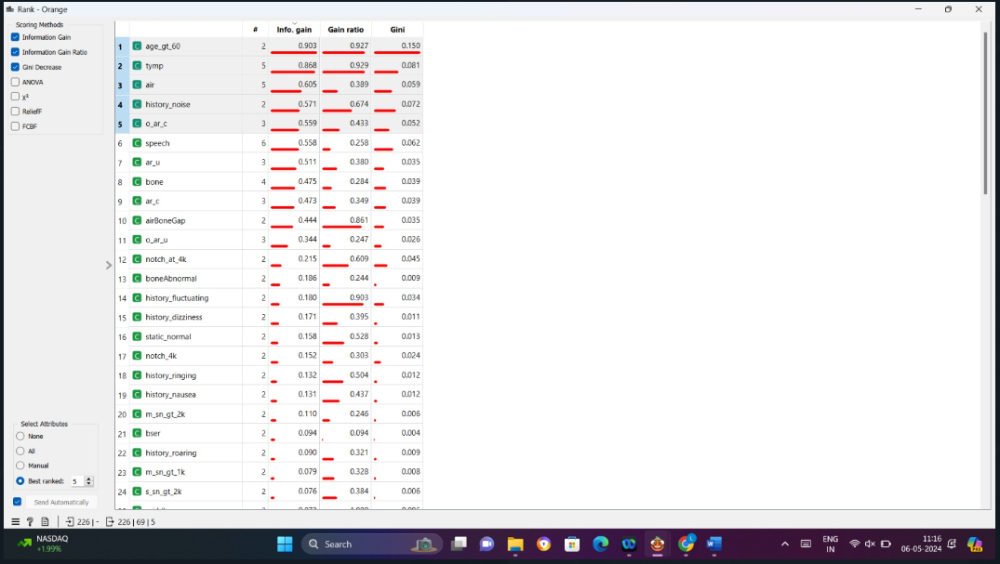 Rank - Orange
Scoring Methods
Information Gain
Information Gain Ratio
Gini Decrease
ANOVA
χ²
ReliefF
FCBF
# Info. gain Gain ratio Gini
1 C age_gt_60 2 0.903 0.927 0.150
2 C tymp 5 0.868 0.929 0.081
3 C air 5 0.605 0.389 0.059
4 C history_noise 2 0.571 0.674 0.072
5 C o_ar_c 3 0.559 0.433 0.052
6 C speech 6 0.558 0.258 0.062
7 C ar_u 3 0.511 0.380 0.035
8 C bone 4 0.475 0.284 0.039
9 C ar_c 3 0.473 0.349 0.039
10 C airBoneGap 2 0.444 0.861 0.035
11 C o_ar_u 3 0.344 0.247 0.026
12 C notch_at_4k 2 0.215 0.609 0.045
13 C boneAbnormal 2 0.186 0.244 0.009
14 C history_fluctuating 2 0.180 0.903 0.034
15 C history_dizziness 2 0.171 0.395 0.011
16 C static_normal 2 0.158 0.528 0.013
17 C notch_4k 2 0.152 0.303 0.024
18 C history_ringing 2 0.132 0.504 0.012
19 C history_nausea 2 0.131 0.437 0.012
20 C m_sn_gt_2k 2 0.110 0.246 0.006
21 C bser 2 0.094 0.094 0.004
22 C history_roaring 2 0.090 0.321 0.009
23 C m_sn_gt_1k 2 0.079 0.328 0.008
24 C s_sn_gt_2k 2 0.076 0.384 0.006
Select Attributes
None
All
Manual
Best ranked: 5
Send Automatically
226 | - 226 | 69 | 5
NASDAQ
+1.99%
Search
ENG
IN
11:16
06-05-2024